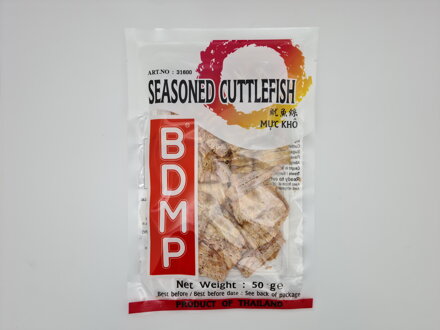 ART.NO : 31600
SEASONED CUTTLEFISH
魷魚絲
MỰC KHÔ
BDMP
Net Weight : 50 ge
Best before / Best before date : See back of package
PRODUCT OF THAILAND